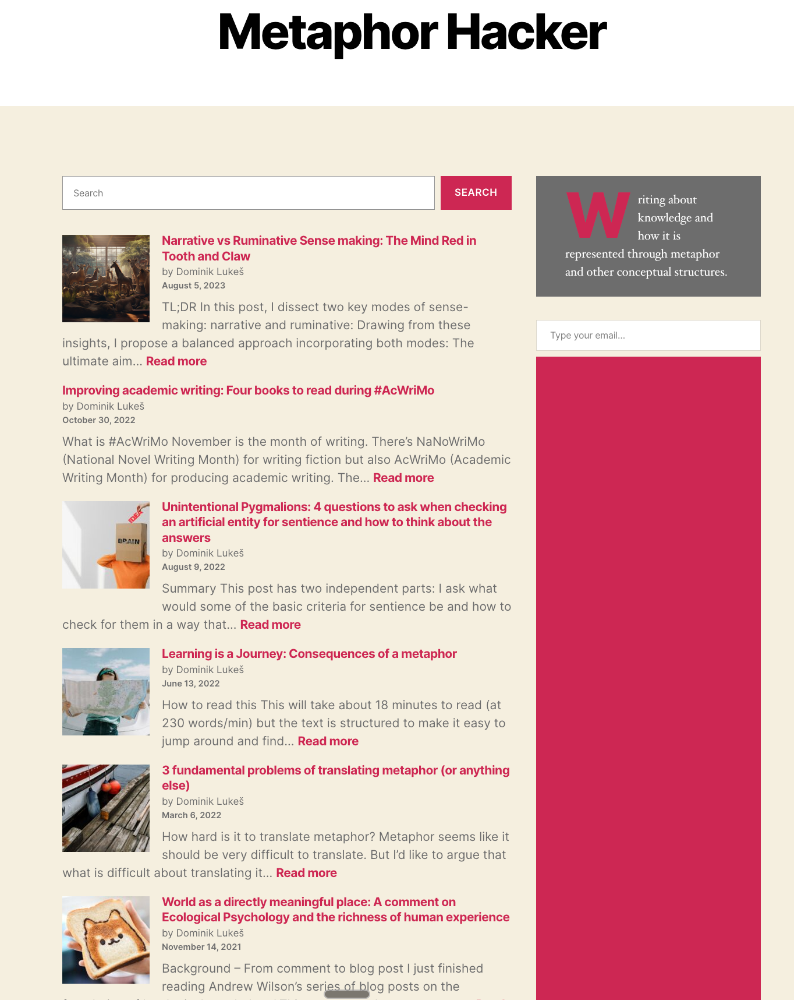 Metaphor Hacker
Search
SEARCH
Narrative vs Ruminative Sense making: The Mind Red in
Tooth and Claw
by Dominik Lukeš
August 5, 2023
TL;DR In this post, I dissect two key modes of sense-
making: narrative and ruminative: Drawing from these
insights, I propose a balanced approach incorporating both modes: The
ultimate aim… Read more
Improving academic writing: Four books to read during #AcWriMo
by Dominik Lukeš
October 30, 2022
What is #AcWriMo November is the month of writing. There’s NaNoWriMo
(National Novel Writing Month) for writing fiction but also AcWriMo (Academic
Writing Month) for producing academic writing. The… Read more
IDEA
BRAIN
Unintentional Pygmalions: 4 questions to ask when checking
an artificial entity for sentience and how to think about the
answers
by Dominik Lukeš
August 9, 2022
Summary This post has two independent parts: I ask what
would some of the basic criteria for sentience be and how to
check for them in a way that… Read more
Learning is a Journey: Consequences of a metaphor
by Dominik Lukeš
June 13, 2022
How to read this This will take about 18 minutes to read (at
230 words/min) but the text is structured to make it easy to
jump around and find… Read more
3 fundamental problems of translating metaphor (or anything
else)
by Dominik Lukeš
March 6, 2022
How hard is it to translate metaphor? Metaphor seems like it
should be very difficult to translate. But I’d like to argue that
what is difficult about translating it… Read more
World as a directly meaningful place: A comment on
Ecological Psychology and the richness of human experience
by Dominik Lukeš
November 14, 2021
Background – From comment to blog post I just finished
reading Andrew Wilson’s series of blog posts on the
Writing about
knowledge and
how it is
represented through metaphor
and other conceptual structures.
Type your email…